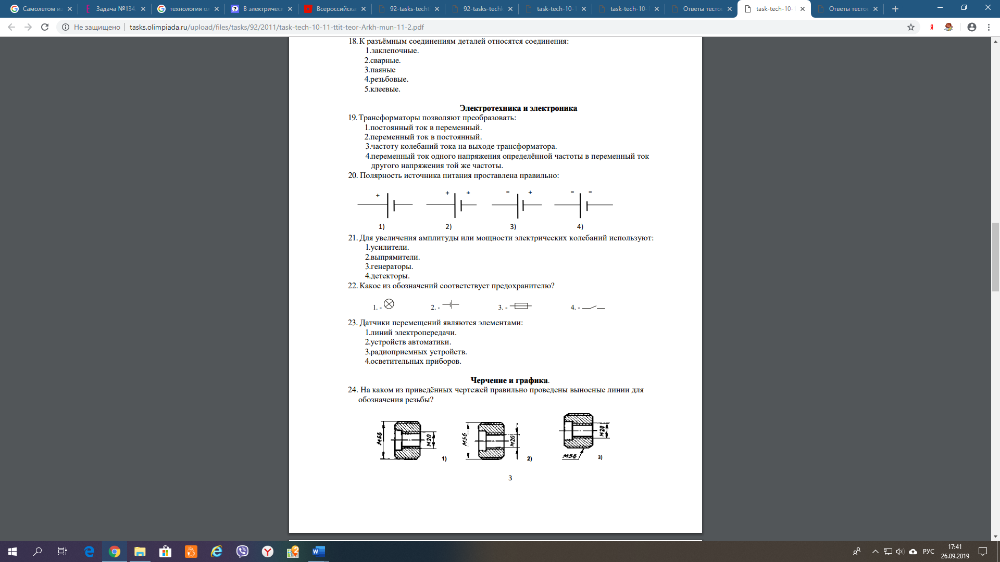 Самолетом из
Задача №134
технология ол
В электричес
Всероссийска
92-tasks-techt
92-tasks-techl
task-tech-10-1
task-tech-10-1
Ответы тесто
task-tech-10-1
Ответы тесто
Не защищено | tasks.olimpiada.ru/upload/files/tasks/92/2011/task-tech-10-11-ttit-teor-Arkh-mun-11-2.pdf
18. К разъёмным соединениям деталей относятся соединения:
1.заклепочные.
2.сварные.
3.паяные
4.резьбовые.
5.клеевые.
Электротехника и электроника
19. Трансформаторы позволяют преобразовать:
1.постоянный ток в переменный.
2.переменный ток в постоянный.
3.частоту колебаний тока на выходе трансформатора.
4.переменный ток одного напряжения определённой частоты в переменный ток
другого напряжения той же частоты.
20. Полярность источника питания проставлена правильно:
+ + + − + − −
1) 2) 3) 4)
21. Для увеличения амплитуды или мощности электрических колебаний используют:
1.усилители.
2.выпрямители.
3.генераторы.
4.детекторы.
22. Какое из обозначений соответствует предохранителю?
1. - 2. - 3. - 4. -
23. Датчики перемещений являются элементами:
1.линий электропередачи.
2.устройств автоматики.
3.радиоприемных устройств.
4.осветительных приборов.
Черчение и графика.
24. На каком из приведённых чертежей правильно проведены выносные линии для
обозначения резьбы?
М56 М20 1)
М56 М20 2)
М20 М56 3)
3
РУС
17:41
26.09.2019